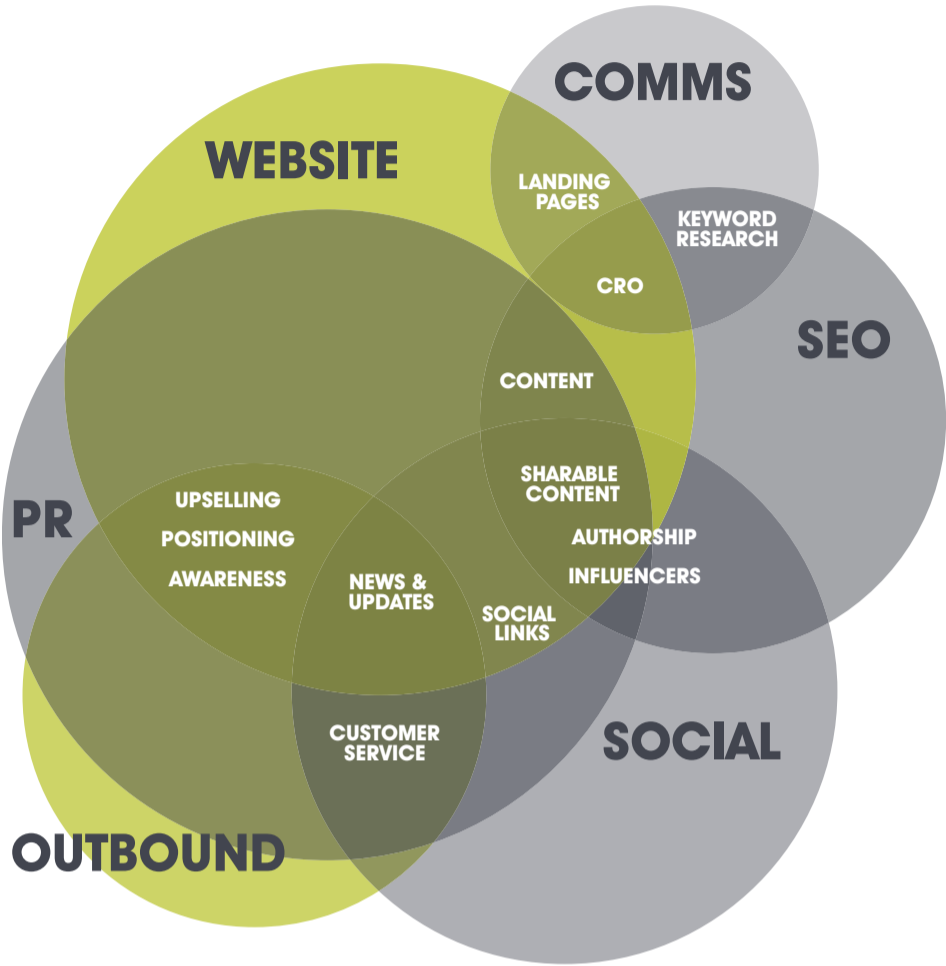 COMMS
WEBSITE
LANDING
PAGES
KEYWORD
RESEARCH
CRO
SEO
CONTENT
SHARABLE
CONTENT
UPSELLING
PR
POSITIONING
AUTHORSHIP
AWARENESS
INFLUENCERS
NEWS &
UPDATES
SOCIAL
LINKS
CUSTOMER
SERVICE
SOCIAL
OUTBOUND